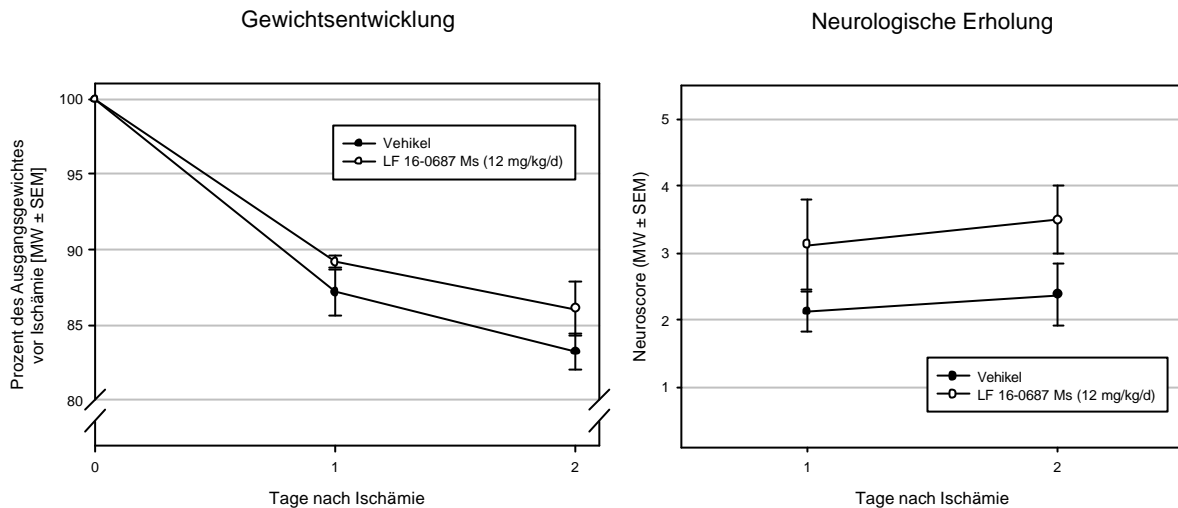 Gewichtsentwicklung
Prozent des Ausgangsgewichtes
vor Ischämie [MW ± SEM]
100
95
90
85
80
Vehikel
LF 16-0687 Ms (12 mg/kg/d)
0
1
2
Tage nach Ischämie
Neurologische Erholung
Neuroscore (MW ± SEM)
5
4
3
2
1
Vehikel
LF 16-0687 Ms (12 mg/kg/d)
1
2
Tage nach Ischämie